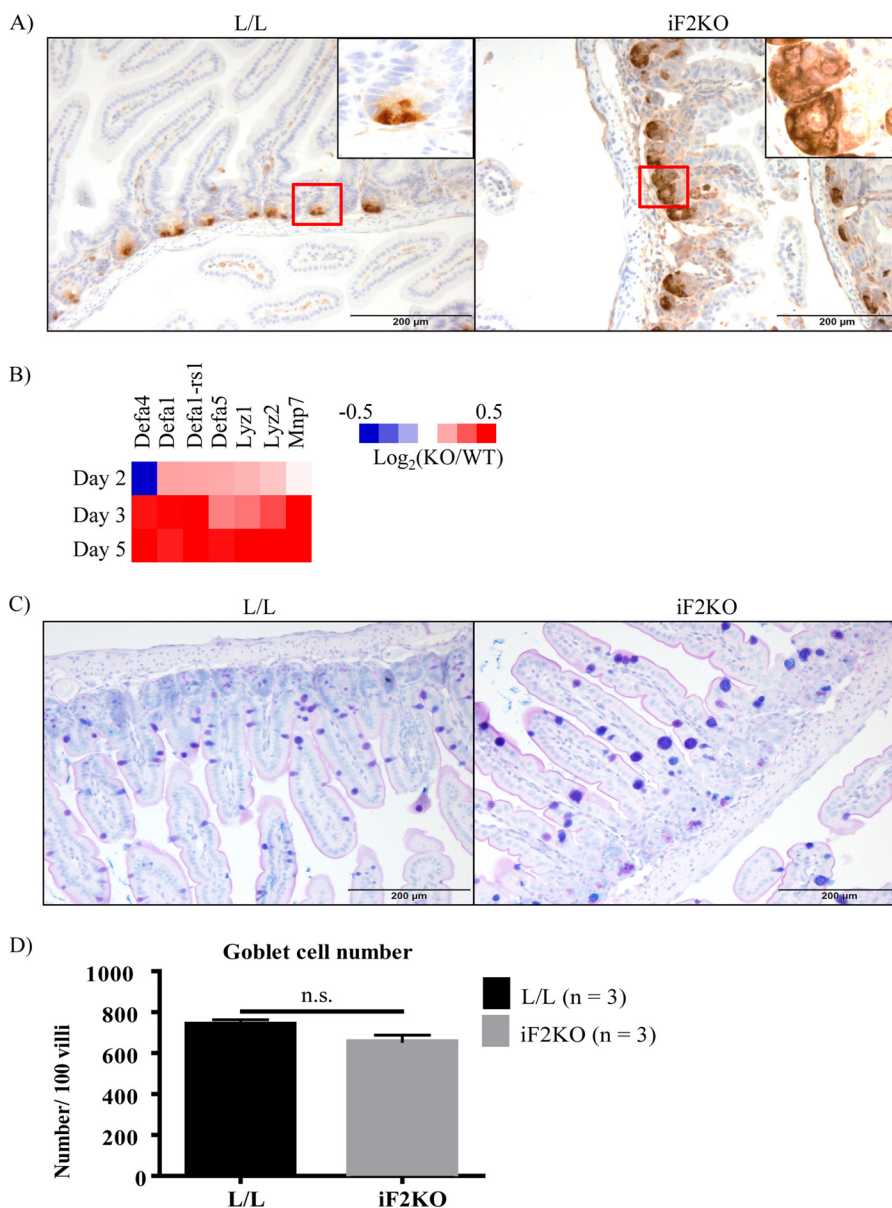 A)
L/L
iF2KO
200 µm
200 µm
B)
Defa4
Defa1
Defa1-rs1
Defa5
Lyz1
Lyz2
Mnp7
-0.5 0.5
Log₂(KO/WT)
Day 2
Day 3
Day 5
C)
L/L
iF2KO
200 µm
200 µm
D)
Goblet cell number
Number/ 100 villi
1000
800
600
400
200
0
n.s.
L/L
iF2KO
L/L (n = 3)
iF2KO (n = 3)